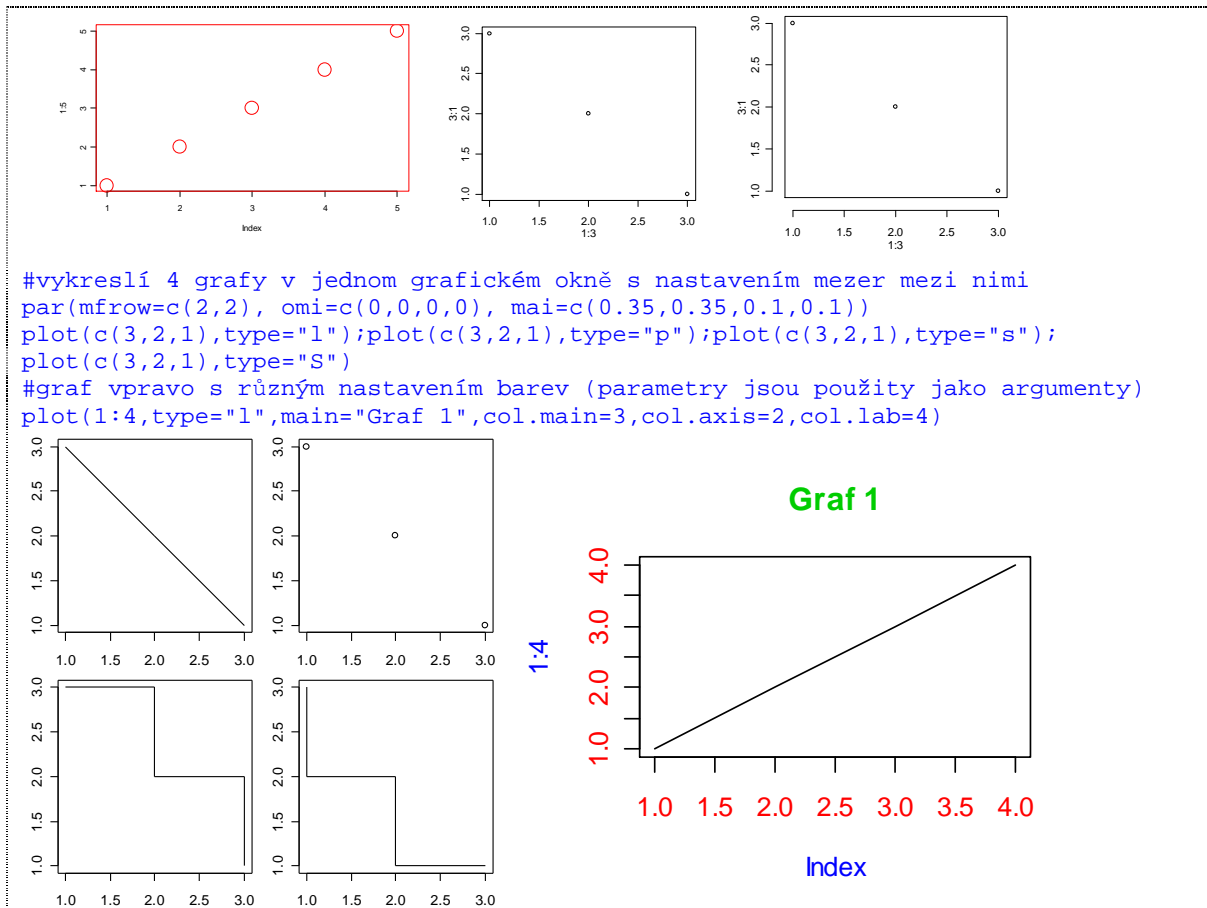 5
4
3
2
1
1:5
1 2 3 4 5
Index
3.0
2.5
2.0
1.5
1.0
3:1
1.0 1.5 2.0 2.5 3.0
1:3
3.0
2.5
2.0
1.5
1.0
3:1
1.0 1.5 2.0 2.5 3.0
1:3
#vykreslí 4 grafy v jednom grafickém okně s nastavením mezer mezi nimi
par(mfrow=c(2,2), omi=c(0,0,0,0), mai=c(0.35,0.35,0.1,0.1))
plot(c(3,2,1),type="l");plot(c(3,2,1),type="p");plot(c(3,2,1),type="s");
plot(c(3,2,1),type="S")
#graf vpravo s různým nastavením barev (parametry jsou použity jako argumenty)
plot(1:4,type="l",main="Graf 1",col.main=3,col.axis=2,col.lab=4)
3.0
2.5
2.0
1.5
1.0
1.0 1.5 2.0 2.5 3.0
3.0
2.5
2.0
1.5
1.0
1.0 1.5 2.0 2.5 3.0
3.0
2.5
2.0
1.5
1.0
1.0 1.5 2.0 2.5 3.0
3.0
2.5
2.0
1.5
1.0
1.0 1.5 2.0 2.5 3.0
Graf 1
4.0
3.0
2.0
1.0
1:4
1.0 1.5 2.0 2.5 3.0 3.5 4.0
Index